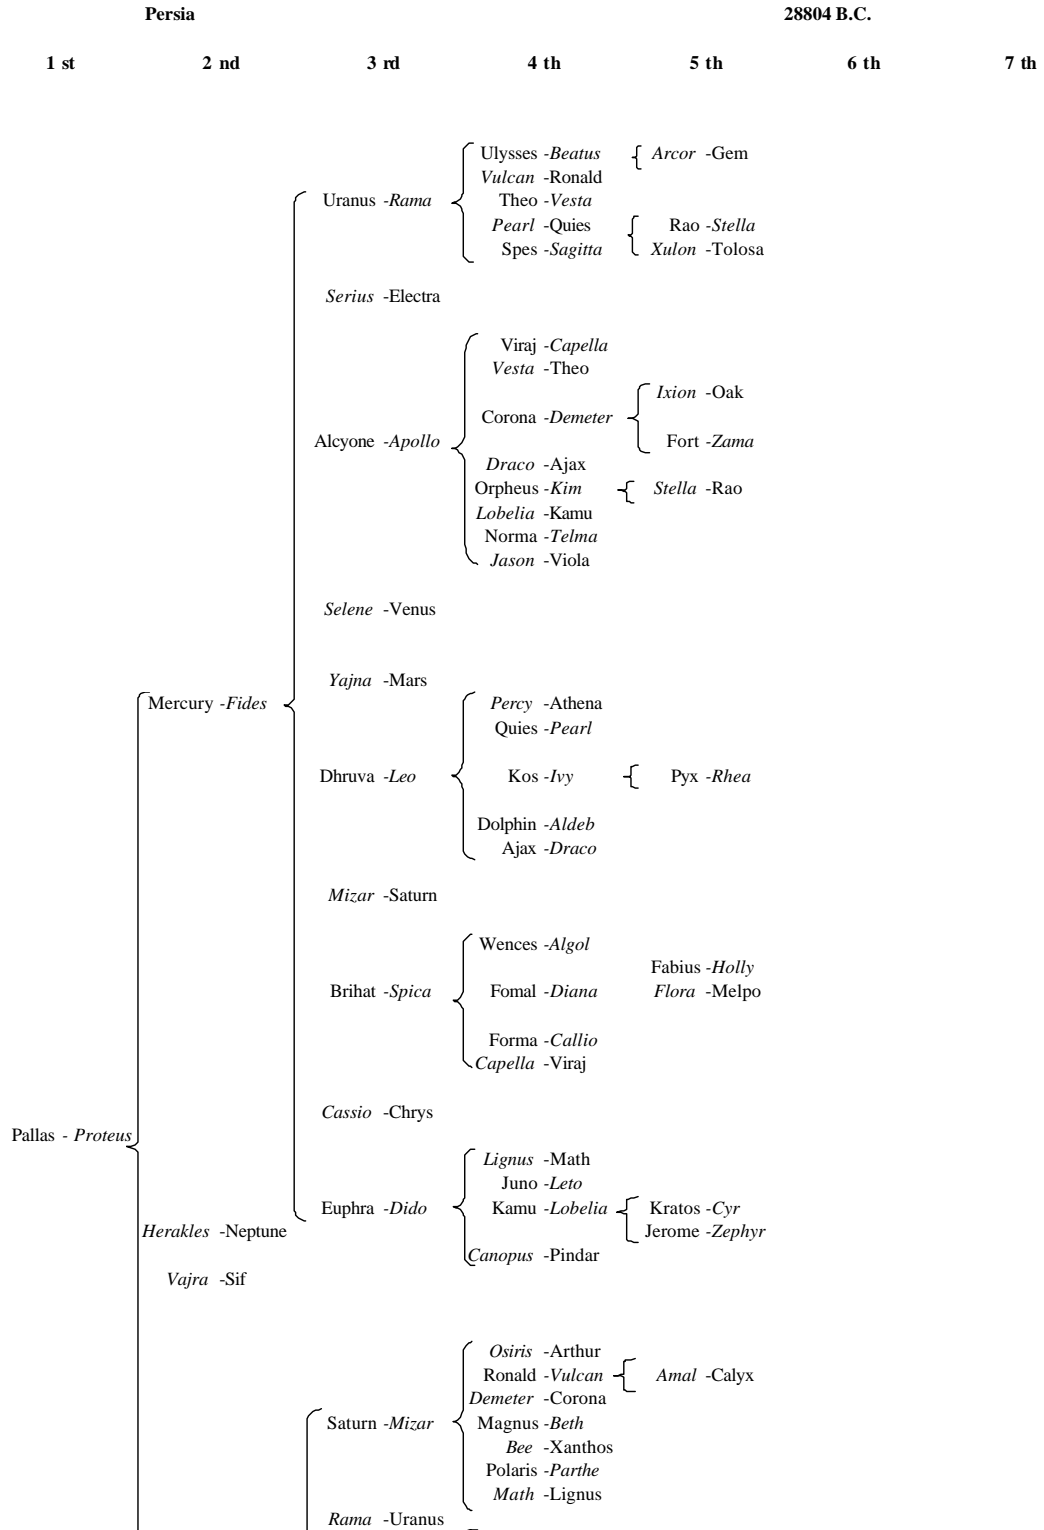 Persia 28804 B.C.
1 st 2 nd 3 rd 4 th 5 th 6 th 7 th
Ulysses -Beatus Arcor -Gem
Vulcan -Ronald
Uranus -Rama Theo -Vesta
Pearl -Quies Rao -Stella
Spes -Sagitta Xulon -Tolosa
Serius -Electra
Viraj -Capella
Vesta -Theo
Ixion -Oak
Corona -Demeter
Alcyone -Apollo Fort -Zama
Draco -Ajax
Orpheus -Kim Stella -Rao
Lobelia -Kamu
Norma -Telma
Jason -Viola
Selene -Venus
Yajna -Mars
Mercury -Fides Percy -Athena
Quies -Pearl
Dhruva -Leo Kos -Ivy Pyx -Rhea
Dolphin -Aldeb
Ajax -Draco
Mizar -Saturn
Wences -Algol
Fabius -Holly
Brihat -Spica Fomal -Diana Flora -Melpo
Forma -Callio
Capella -Viraj
Cassio -Chrys
Pallas - Proteus
Lignus -Math
Juno -Leto
Euphra -Dido Kamu -Lobelia Kratos -Cyr
Herakles -Neptune Jerome -Zephyr
Canopus -Pindar
Vajra -Sif
Osiris -Arthur
Ronald -Vulcan Amal -Calyx
Demeter -Corona
Saturn -Mizar Magnus -Beth
Bee -Xanthos
Polaris -Parthe
Math -Lignus
Rama -Uranus